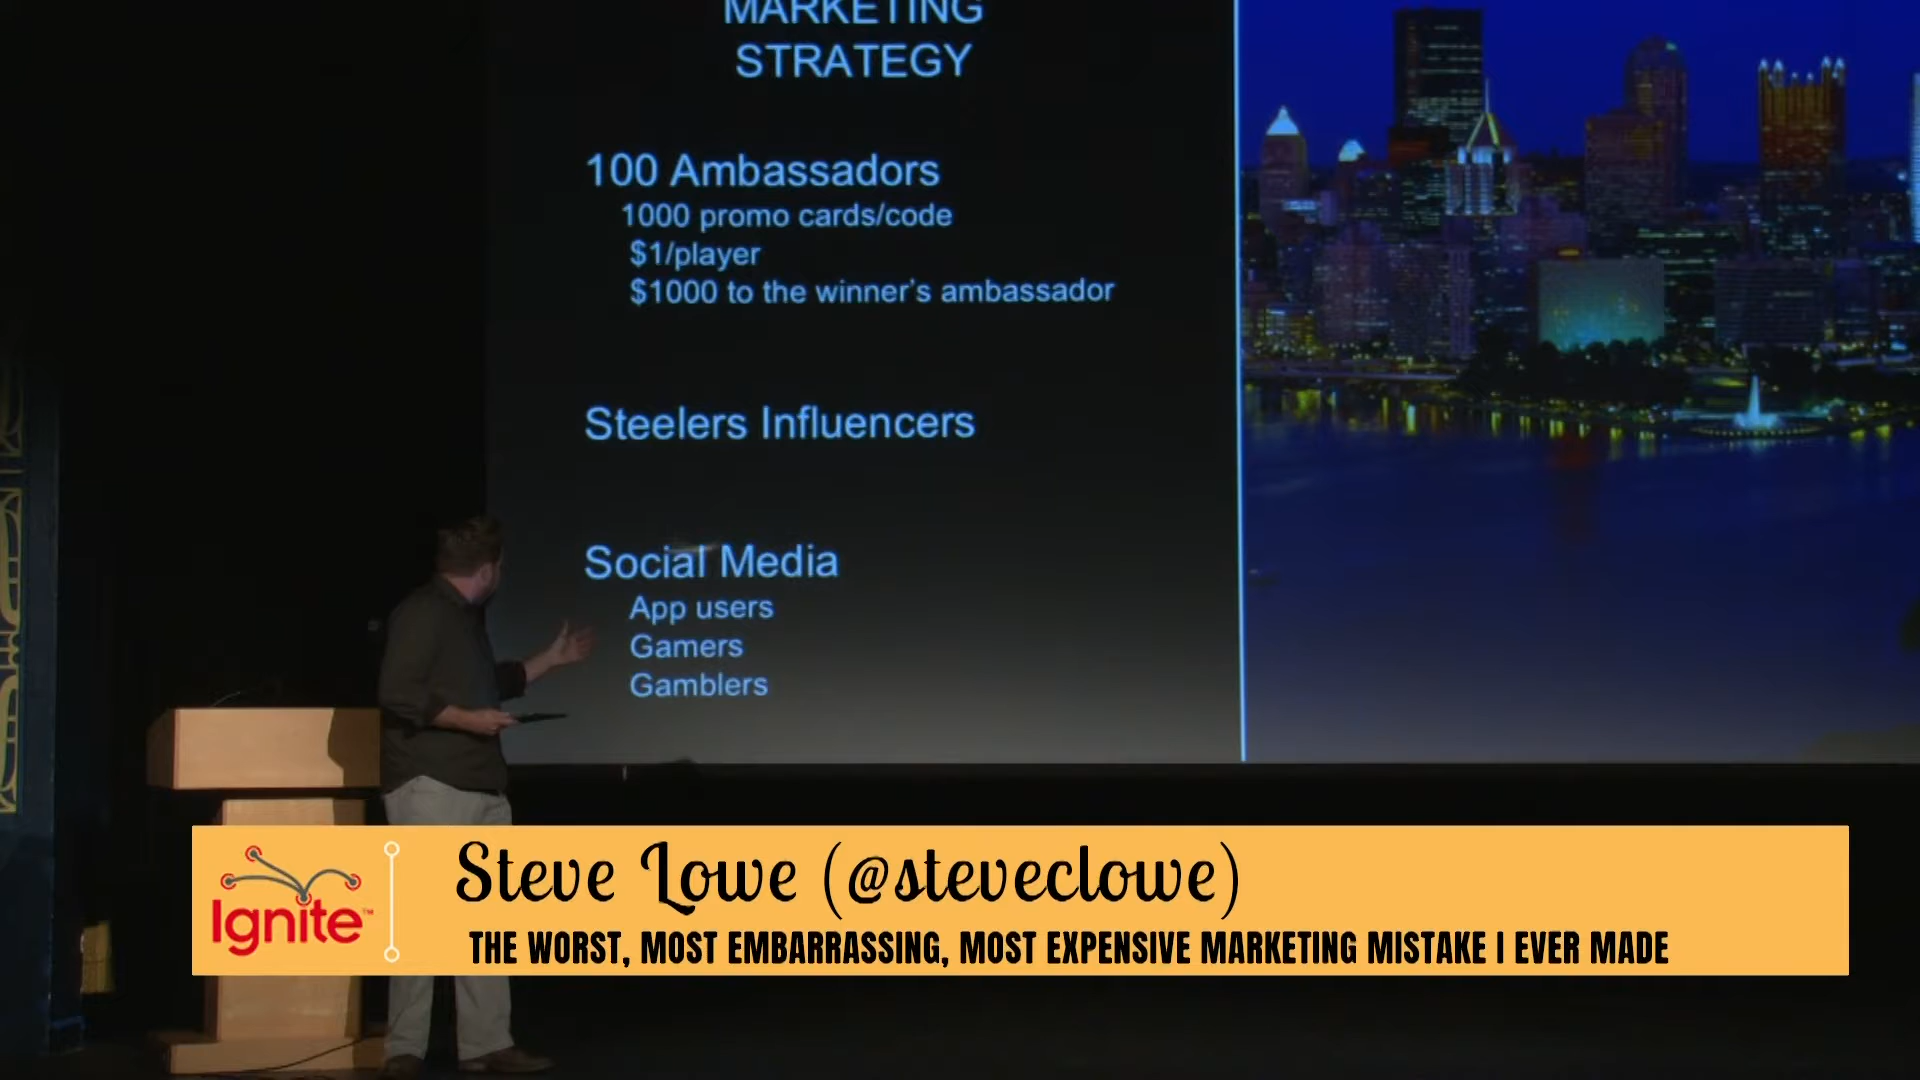 MARKETING
STRATEGY
100 Ambassadors
1000 promo cards/code
$1/player
$1000 to the winner's ambassador
Steelers Influencers
Social Media
App users
Gamers
Gamblers
Ignite™
Steve Lowe (@steveclowe)
THE WORST, MOST EMBARRASSING, MOST EXPENSIVE MARKETING MISTAKE I EVER MADE